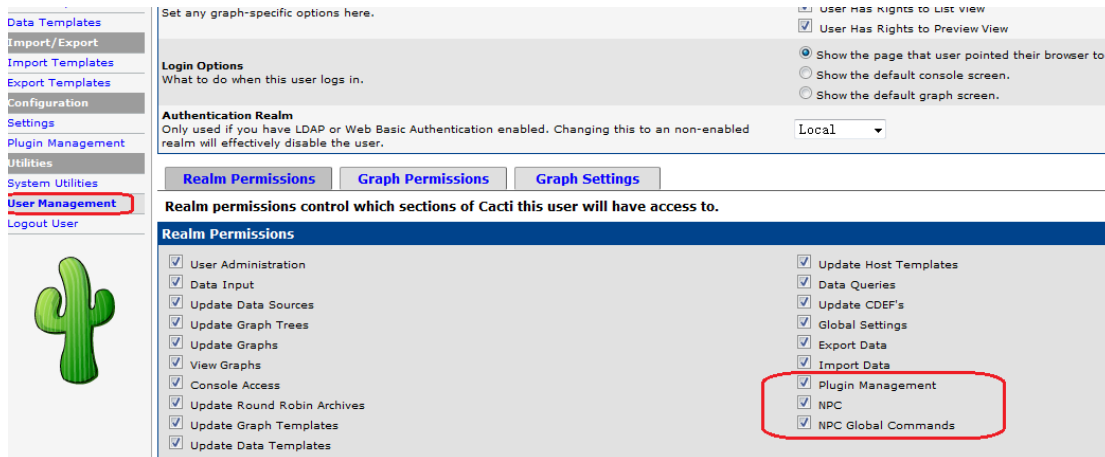 Set any graph-specific options here.
User Has Rights to List View
Data Templates
User Has Rights to Preview View
Import/Export
Import Templates
Export Templates
Configuration
Settings
Plugin Management
Utilities
System Utilities
User Management
Logout User
Login Options
What to do when this user logs in.
Show the page that user pointed their browser to
Show the default console screen.
Show the default graph screen.
Authentication Realm
Only used if you have LDAP or Web Basic Authentication enabled. Changing this to an non-enabled
realm will effectively disable the user.
Local
Realm Permissions Graph Permissions Graph Settings
Realm permissions control which sections of Cacti this user will have access to.
Realm Permissions
User Administration
Data Input
Update Data Sources
Update Graph Trees
Update Graphs
View Graphs
Console Access
Update Round Robin Archives
Update Graph Templates
Update Data Templates
Update Host Templates
Data Queries
Update CDEF's
Global Settings
Export Data
Import Data
Plugin Management
NPC
NPC Global Commands